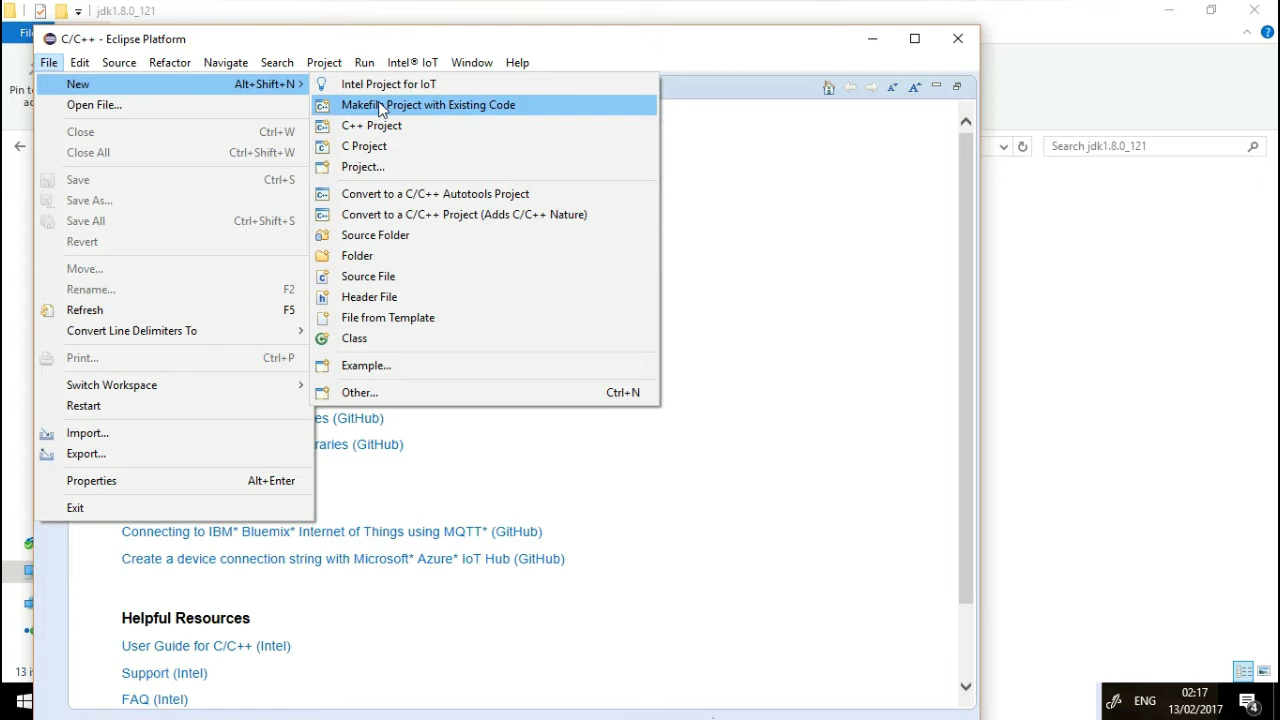 jdk1.8.0_121
C/C++ - Eclipse Platform
File Edit Source Refactor Navigate Search Project Run Intel® IoT Window Help
New Alt+Shift+N
Open File...
Close Ctrl+W
Close All Ctrl+Shift+W
Save Ctrl+S
Save As...
Save All Ctrl+Shift+S
Revert
Move...
Rename... F2
Refresh F5
Convert Line Delimiters To
Print... Ctrl+P
Switch Workspace
Restart
Import...
Export...
Properties Alt+Enter
Exit
Intel Project for IoT
Makefile Project with Existing Code
C++ Project
C Project
Project...
Convert to a C/C++ Autotools Project
Convert to a C/C++ Project (Adds C/C++ Nature)
Source Folder
Folder
Source File
Header File
File from Template
Class
Example...
Other... Ctrl+N
Search jdk1.8.0_121
es (GitHub)
raries (GitHub)
Connecting to IBM* Bluemix* Internet of Things using MQTT* (GitHub)
Create a device connection string with Microsoft* Azure* IoT Hub (GitHub)
Helpful Resources
User Guide for C/C++ (Intel)
Support (Intel)
FAQ (Intel)
Pin to
13
ENG
02:17
13/02/2017
4